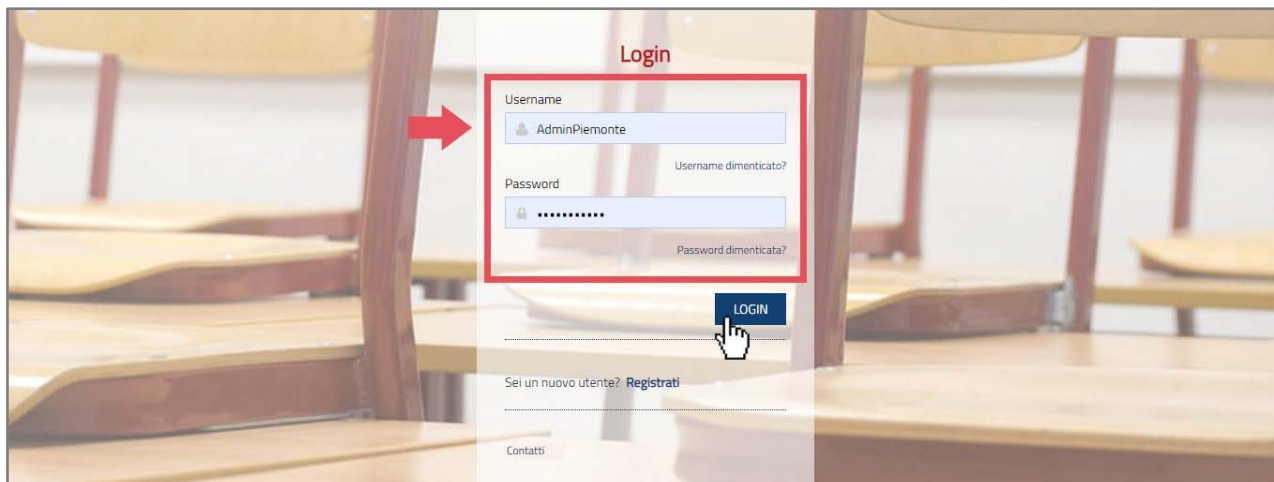 Login
Username
AdminPiemonte
Username dimenticato?
Password
•••••••••••
Password dimenticata?
LOGIN
Sei un nuovo utente? Registrati
Contatti